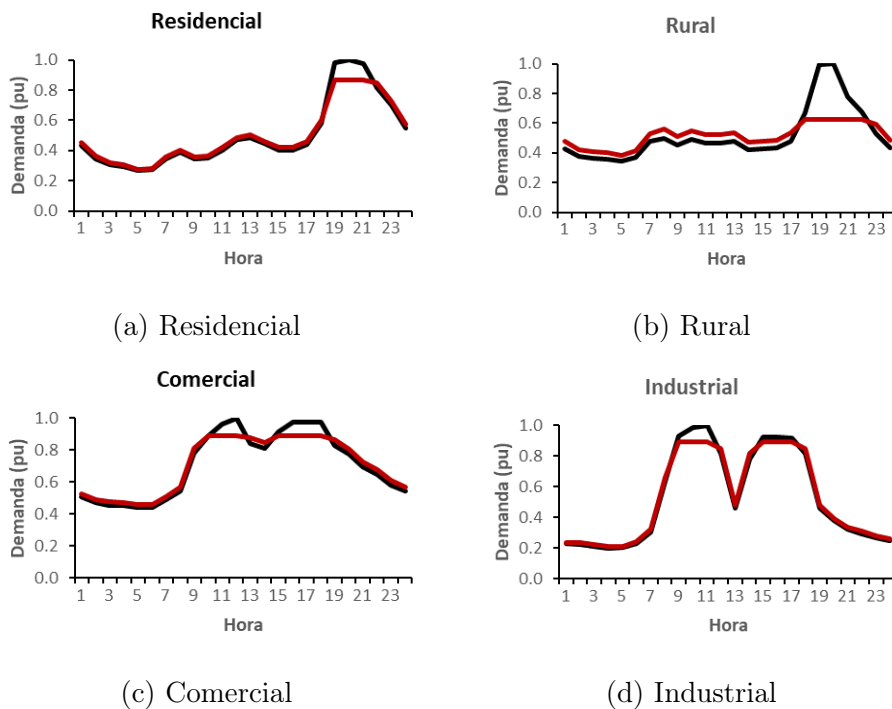 Residencial
Demanda (pu)
1.0
0.8
0.6
0.4
0.2
0.0
1 3 5 7 9 11 13 15 17 19 21 23
Hora
(a) Residencial
Rural
Demanda (pu)
1.0
0.8
0.6
0.4
0.2
0.0
1 3 5 7 9 11 13 15 17 19 21 23
Hora
(b) Rural
Comercial
Demanda (pu)
1.0
0.8
0.6
0.4
0.2
0.0
1 3 5 7 9 11 13 15 17 19 21 23
Hora
(c) Comercial
Industrial
Demanda (pu)
1.0
0.8
0.6
0.4
0.2
0.0
1 3 5 7 9 11 13 15 17 19 21 23
Hora
(d) Industrial